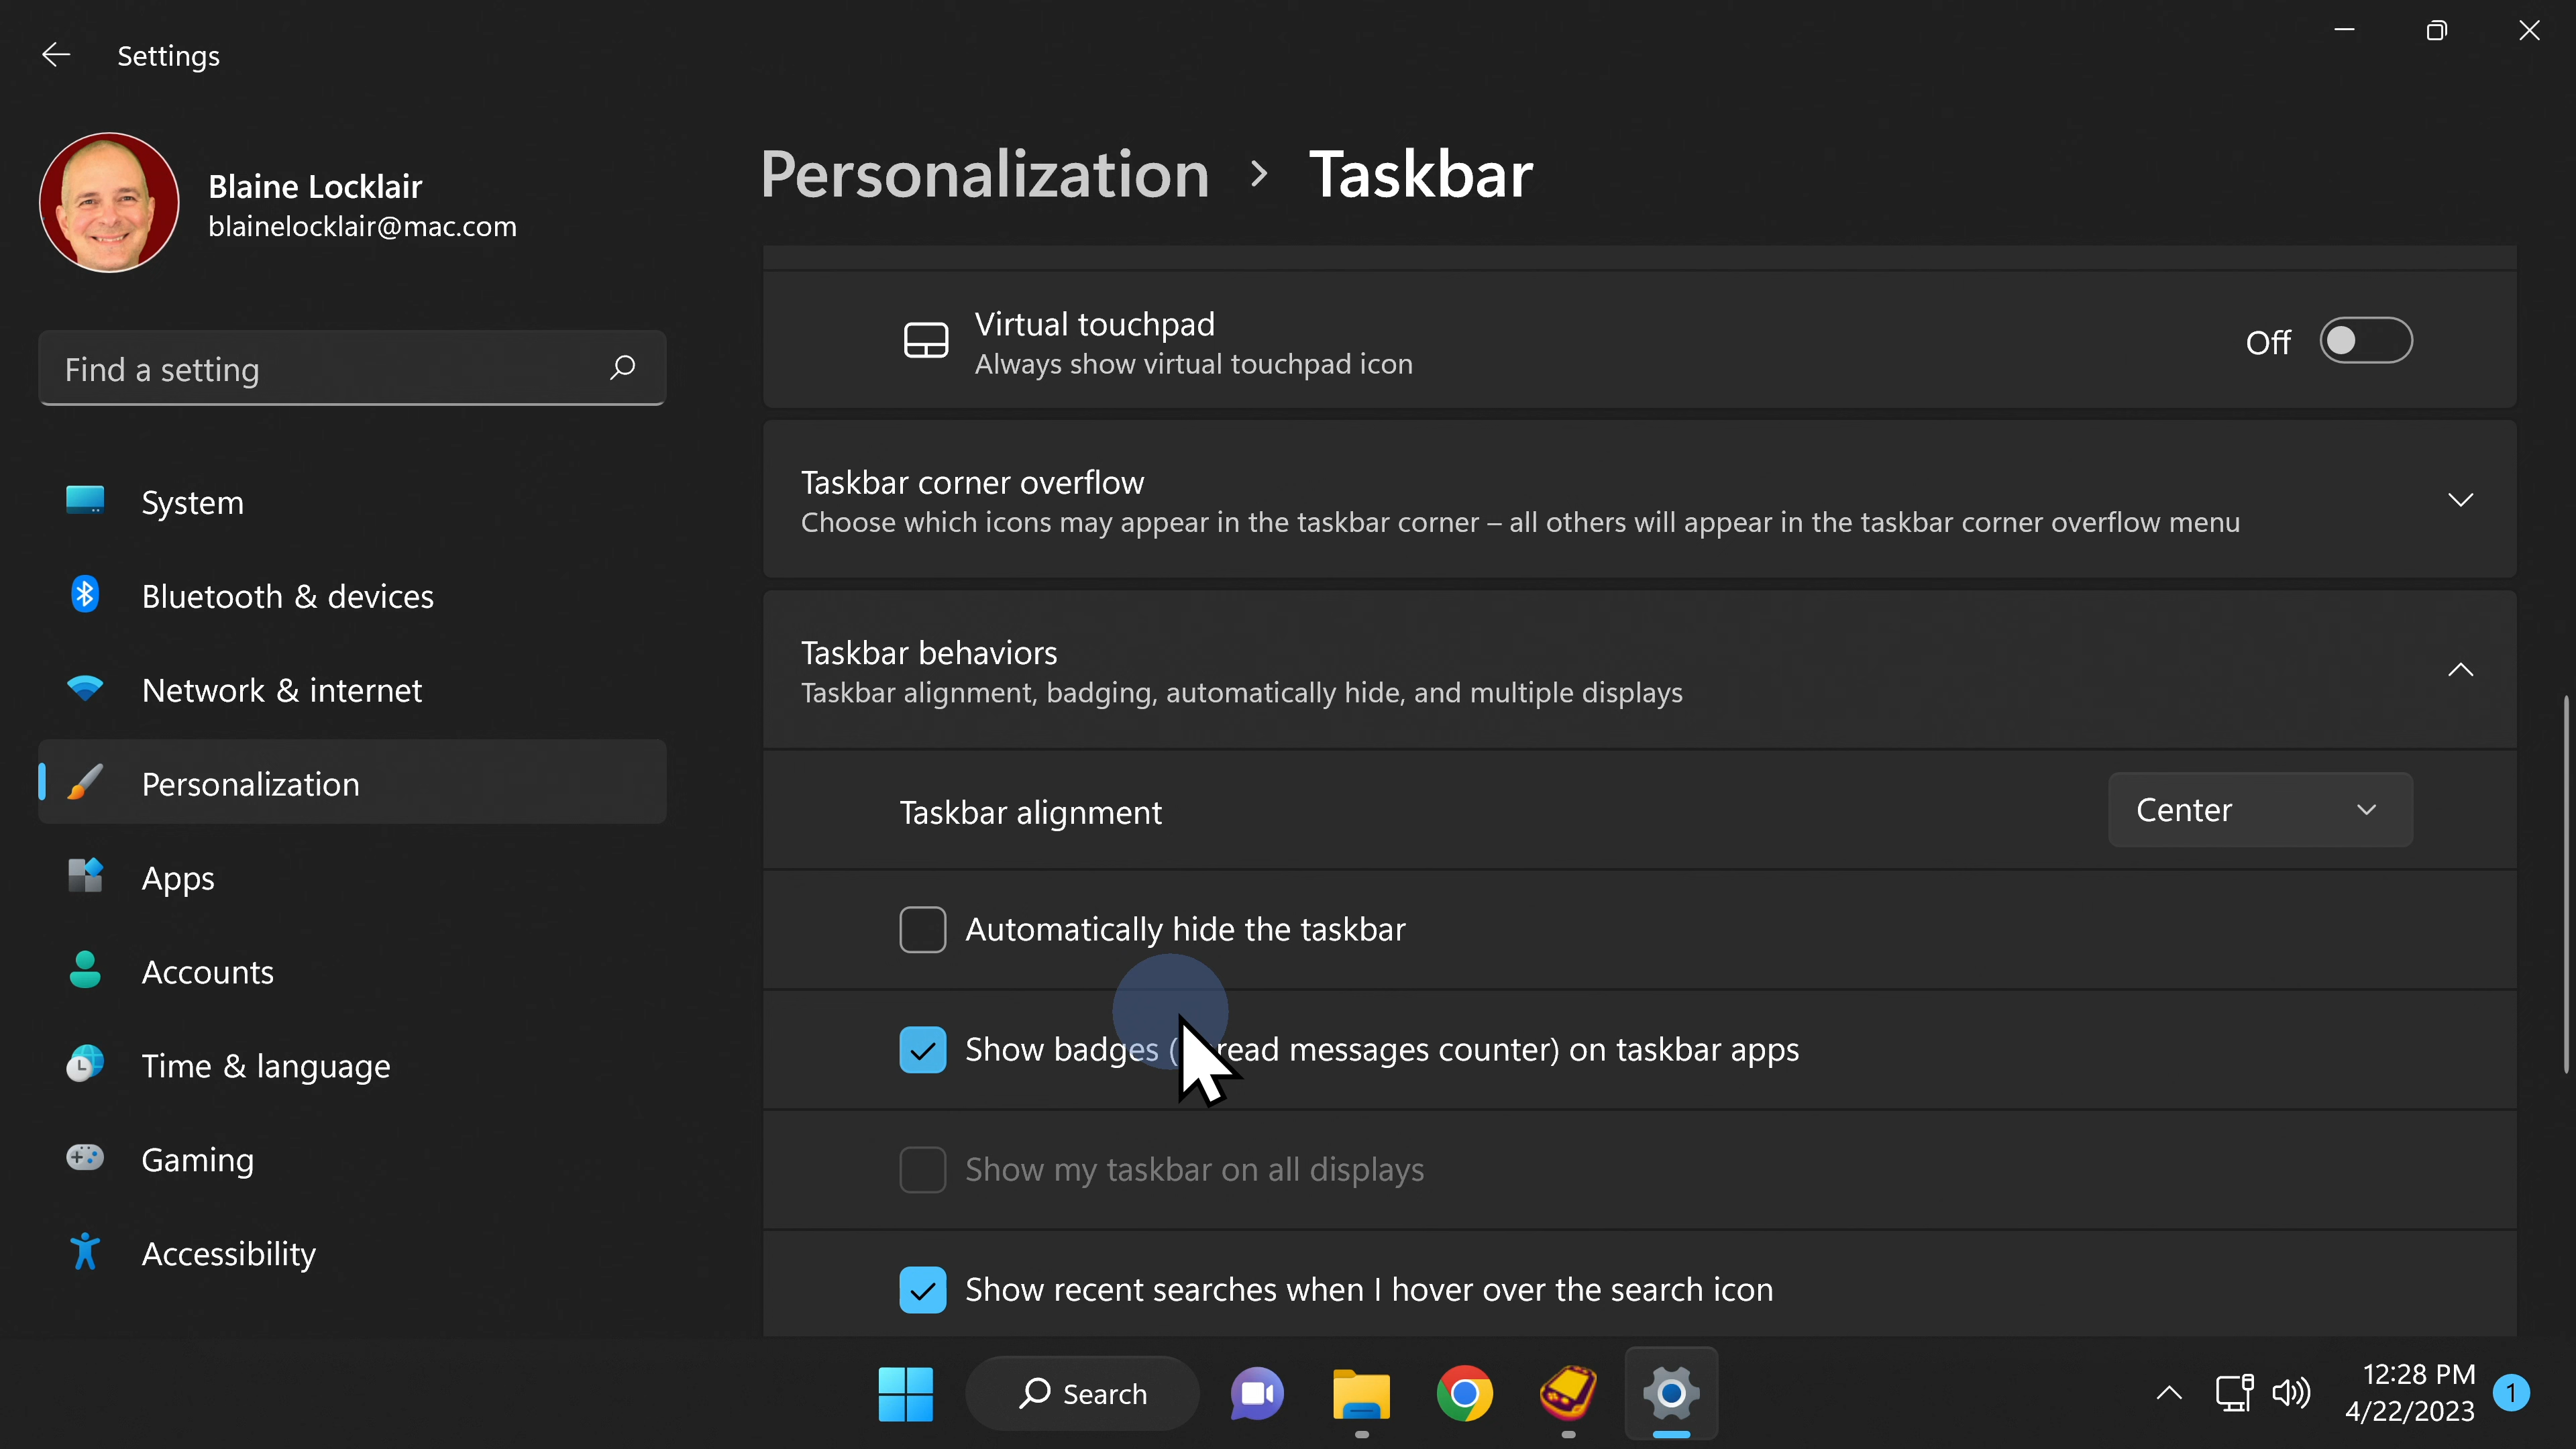 Settings
Blaine Locklair
blainelocklair@mac.com
Find a setting
System
Bluetooth & devices
Network & internet
Personalization
Apps
Accounts
Time & language
Gaming
Accessibility
Personalization > Taskbar
Virtual touchpad
Always show virtual touchpad icon
Off
Taskbar corner overflow
Choose which icons may appear in the taskbar corner – all others will appear in the taskbar corner overflow menu
Taskbar behaviors
Taskbar alignment, badging, automatically hide, and multiple displays
Taskbar alignment
Center
Automatically hide the taskbar
Show badges ( read messages counter) on taskbar apps
Show my taskbar on all displays
Show recent searches when I hover over the search icon
Search
12:28 PM
4/22/2023
1